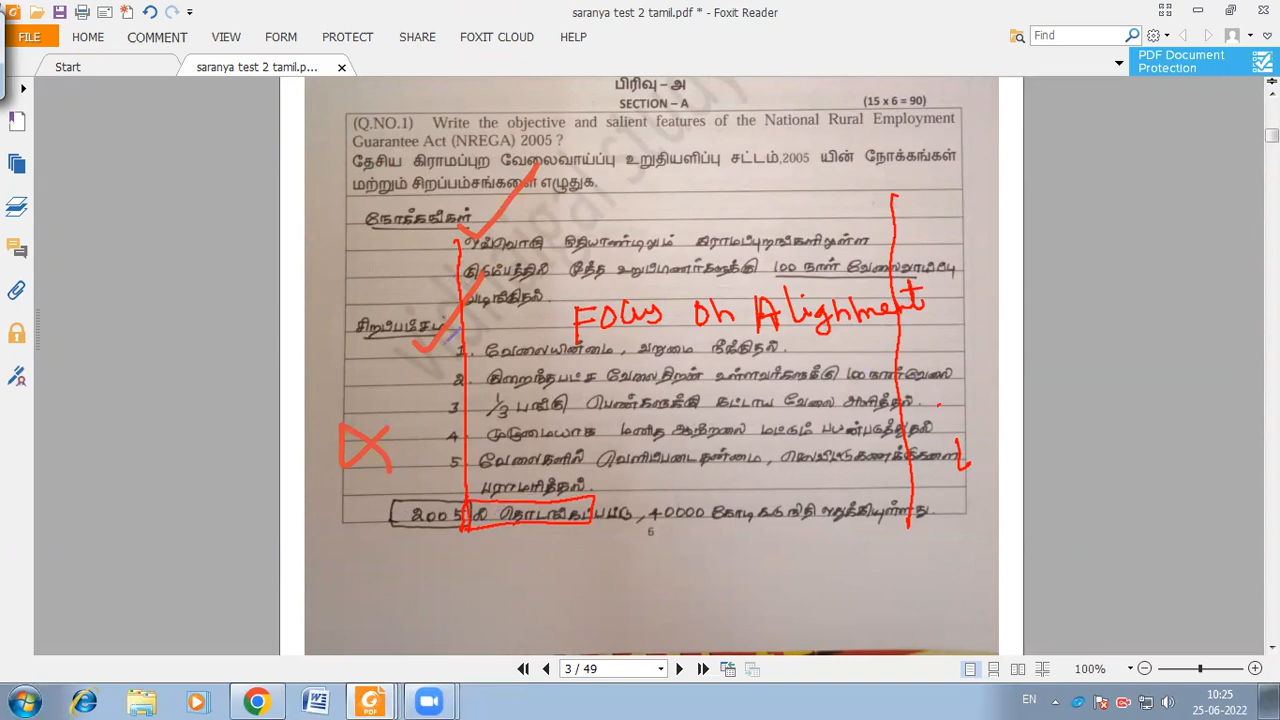 saranya test 2 tamil.pdf * - Foxit Reader
FILE HOME COMMENT VIEW FORM PROTECT SHARE FOXIT CLOUD HELP
Find
Start saranya test 2 tamil.p...
PDF Document Protection
பிரிவு – அ
SECTION – A (15 x 6 = 90)
(Q.NO.1) Write the objective and salient features of the National Rural Employment
Guarantee Act (NREGA) 2005 ?
தேசிய கிராமப்புற வேலைவாய்ப்பு உறுதியளிப்பு சட்டம்,2005 யின் நோக்கங்கள்
மற்றும் சிறப்பம்சங்களை எழுதுக.
நோக்கங்கள்
ஒவ்வொரு நிதியாண்டிலும் கிராமப்புறங்களிலுள்ள
குடும்பத்தில் மூத்த உறுப்பினர்களுக்கு 100 நாள் வேலைவாய்ப்பு
வழங்குதல்.
Focus on Alighment
சிறப்பம்சம்
1. வேலையின்மை, வறுமை நீக்குதல்.
2. குறைந்தபட்ச வேலைதிறன் உள்ளவர்களுக்கு 100 நாள் வேலை
3 1/3 பங்கு பெண்களுக்கு கட்டாய வேலை அளித்தல்.
4. முழுமையாக மனித ஆற்றலை மட்டும் பயன்படுத்துதல்
5. வேலைகளில் வெளிப்படைதன்மை, கணக்குகளை
பராமரித்தல்.
2005 ல் தொடங்கப்பட்டு, 40000 கோடி நிதி ஒதுக்கியுள்ளது.
6
3 / 49
100%
EN 10:25
25-06-2022